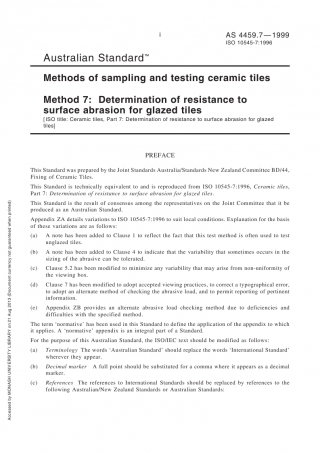 i
AS 4459.7—1999
ISO 10545-7:1996
Australian Standard™
Methods of sampling and testing ceramic tiles
Method 7: Determination of resistance to
surface abrasion for glazed tiles
[ISO title: Ceramic tiles, Part 7: Determination of resistance to surface abrasion for glazed
tiles]
PREFACE
This Standard was prepared by the Joint Standards Australia/Standards New Zealand Committee BD/44,
Fixing of Ceramic Tiles.
This Standard is technically equivalent to and is reproduced from ISO 10545-7:1996, Ceramic tiles,
Part 7: Determination of resistance to surface abrasion for glazed tiles.
This Standard is the result of consensus among the representatives on the Joint Committee that it be
produced as an Australian Standard.
Appendix ZA details variations to ISO 10545-7:1996 to suit local conditions. Explanation for the basis
of these variations are as follows:
(a) A note has been added to Clause 1 to reflect the fact that this test method is often used to test
unglazed tiles.
(b) A note has been added to Clause 4 to indicate that the variability that sometimes occurs in the
sizing of the abrasive can be tolerated.
(c) Clause 5.2 has been modified to minimize any variability that may arise from non-uniformity of
the viewing box.
(d) Clause 7 has been modified to adopt accepted viewing practices, to correct a typographical error,
to adopt an alternate method of checking the abrasive load, and to permit reporting of pertinent
information.
(e) Appendix ZB provides an alternate abrasive load checking method due to deficiencies and
difficulties with the specified method.
The term ‘normative’ has been used in this Standard to define the application of the appendix to which
it applies. A ‘normative’ appendix is an integral part of a Standard.
For the purpose of this Australian Standard, the ISO/IEC text should be modified as follows:
(a) Terminology The words ‘Australian Standard’ should replace the words ‘International Standard’
wherever they appear.
(b) Decimal marker A full point should be substituted for a comma where it appears as a decimal
marker.
(c) References The references to International Standards should be replaced by references to the
following Australian/New Zealand Standards or Australian Standards:
Accessed by MONASH UNIVERSITY LIBRARY on 21 Aug 2012 (Document currency not guaranteed when printed)